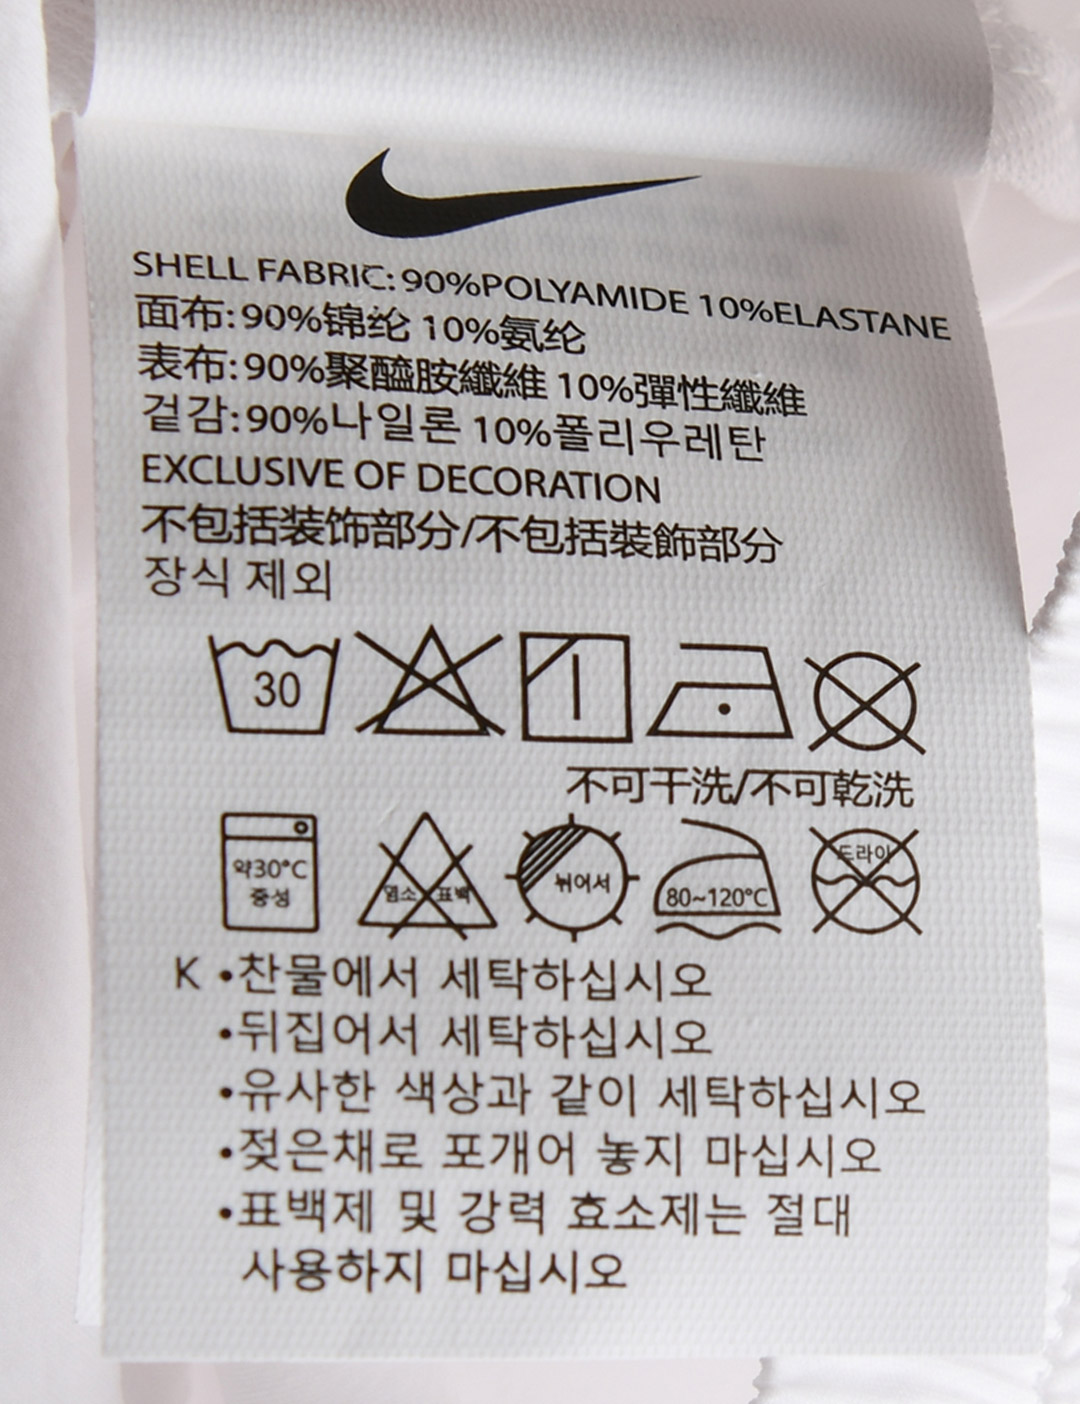 SHELL FABRIC: 90%POLYAMIDE 10%ELASTANE
面布: 90%锦纶 10%氨纶
表布: 90%聚醯胺纖維 10%彈性纖維
겉감: 90%나일론 10%폴리우레탄
EXCLUSIVE OF DECORATION
不包括装饰部分/不包括裝飾部分
장식 제외
30
不可干洗/不可乾洗
약30°C
중성
염소 표백
뉘어서
80~120°C
드라이
K •찬물에서 세탁하십시오
•뒤집어서 세탁하십시오
•유사한 색상과 같이 세탁하십시오
•젖은채로 포개어 놓지 마십시오
•표백제 및 강력 효소제는 절대
사용하지 마십시오